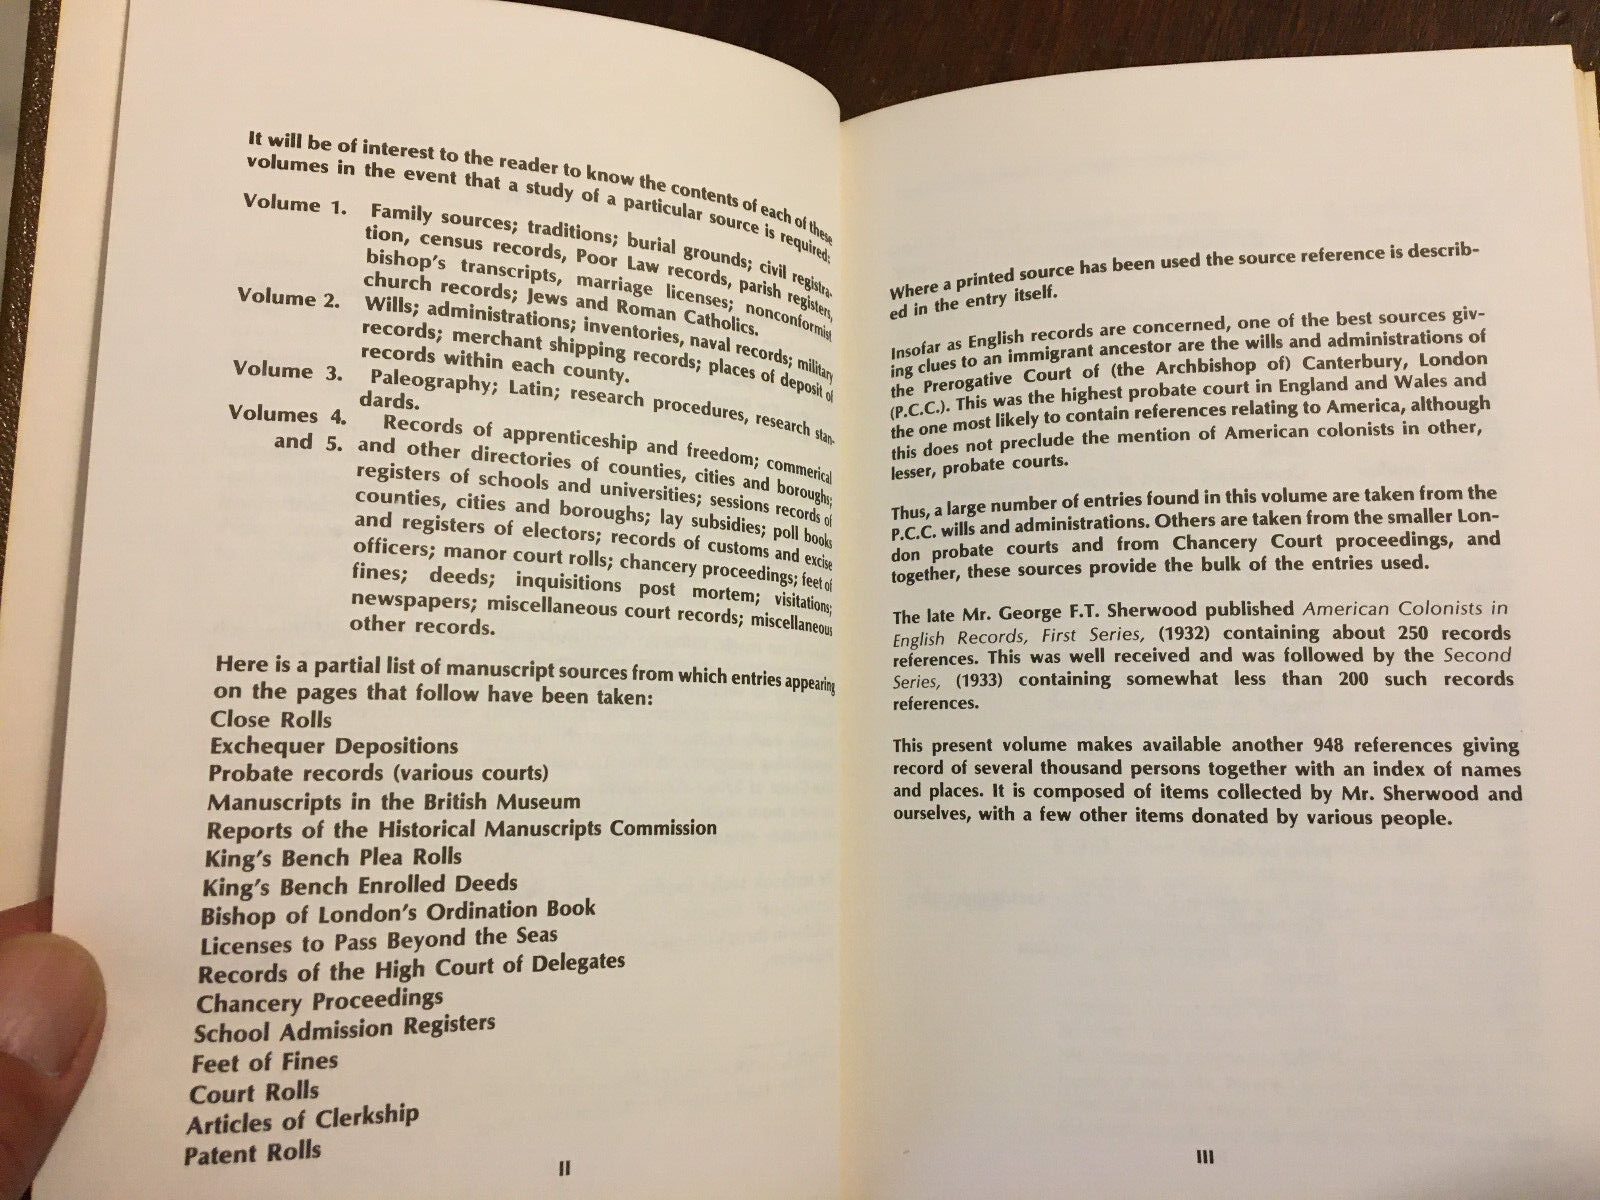 It will be of interest to the reader to know the contents of each of these
volumes in the event that a study of a particular source is required:
Volume 1. Family sources; traditions; burial grounds; civil registra-
tion, census records, Poor Law records, parish registers,
bishop's transcripts, marriage licenses; nonconformist
church records; Jews and Roman Catholics.
Volume 2. Wills; administrations; inventories, naval records; military
records; merchant shipping records; places of deposit of
records within each county.
Volume 3. Paleography; Latin; research procedures, research stan-
dards.
Volumes 4. Records of apprenticeship and freedom; commerical
and 5. and other directories of counties, cities and boroughs;
registers of schools and universities; sessions records of
counties, cities and boroughs; lay subsidies; poll books
and registers of electors; records of customs and excise
officers; manor court rolls; chancery proceedings; feet of
fines; deeds; inquisitions post mortem; visitations;
newspapers; miscellaneous court records; miscellaneous
other records.
Here is a partial list of manuscript sources from which entries appearing
on the pages that follow have been taken:
Close Rolls
Exchequer Depositions
Probate records (various courts)
Manuscripts in the British Museum
Reports of the Historical Manuscripts Commission
King's Bench Plea Rolls
King's Bench Enrolled Deeds
Bishop of London's Ordination Book
Licenses to Pass Beyond the Seas
Records of the High Court of Delegates
Chancery Proceedings
School Admission Registers
Feet of Fines
Court Rolls
Articles of Clerkship
Patent Rolls
II
Where a printed source has been used the source reference is describ-
ed in the entry itself.
Insofar as English records are concerned, one of the best sources giv-
ing clues to an immigrant ancestor are the wills and administrations of
the Prerogative Court of (the Archbishop of) Canterbury, London
(P.C.C.). This was the highest probate court in England and Wales and
the one most likely to contain references relating to America, although
this does not preclude the mention of American colonists in other,
lesser, probate courts.
Thus, a large number of entries found in this volume are taken from the
P.C.C. wills and administrations. Others are taken from the smaller Lon-
don probate courts and from Chancery Court proceedings, and
together, these sources provide the bulk of the entries used.
The late Mr. George F.T. Sherwood published American Colonists in
English Records, First Series, (1932) containing about 250 records
references. This was well received and was followed by the Second
Series, (1933) containing somewhat less than 200 such records
references.
This present volume makes available another 948 references giving
record of several thousand persons together with an index of names
and places. It is composed of items collected by Mr. Sherwood and
ourselves, with a few other items donated by various people.
III